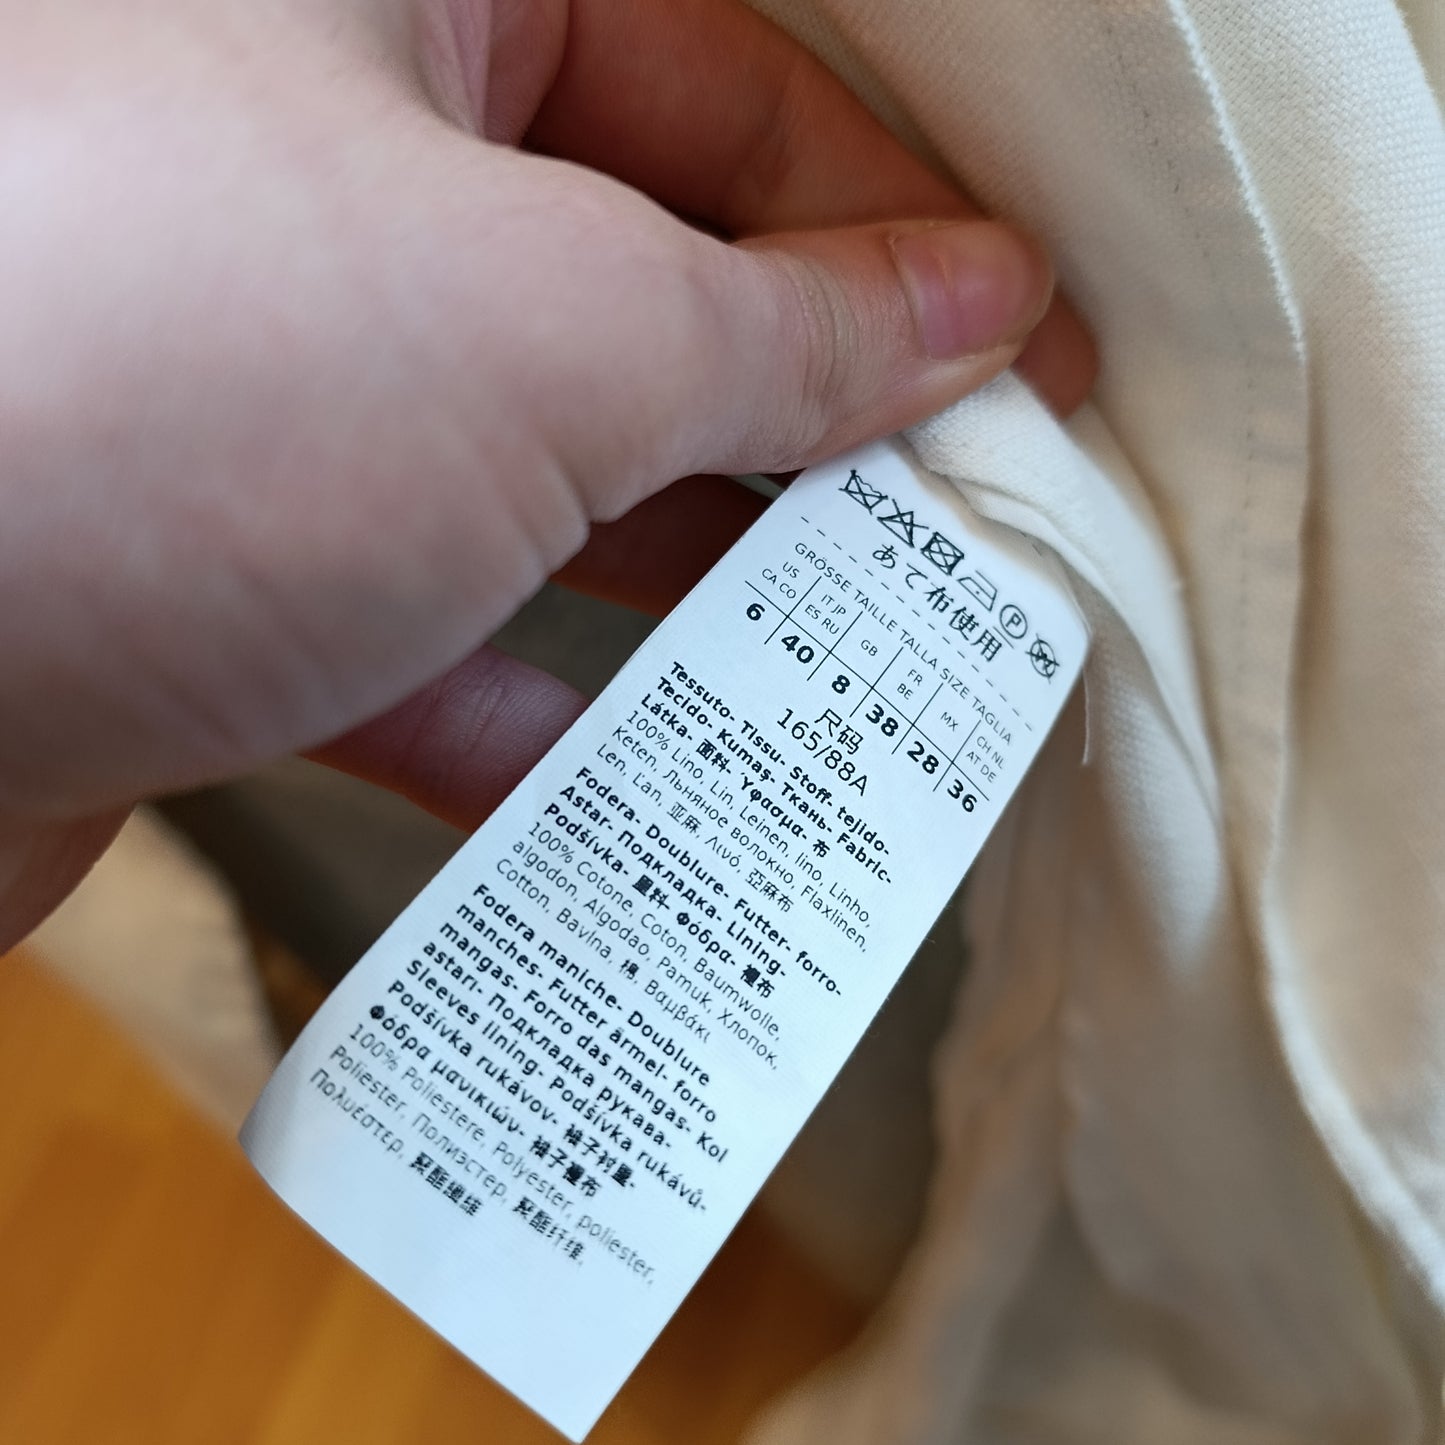 P
W
あて布使用
GRÖSSE TAILLE TALLA SIZE TAGLIA
US CA CO
IT JP ES RU
GB
FR BE
MX
CH NL AT DE
6 40 8 38 28 36
尺码
165/88A
Tessuto- Tissu- Stoff- tejido-
Tecido- Kumaş- Ткань- Fabric-
Látka- 面料- Ύφασμα- 布
100% Lino, Lin, Leinen, lino, Linho,
Keten, Льняное волокно, Flaxlinen,
Len, Ľan, 亚麻, Λινό, 亞麻布
Fodera- Doublure- Futter- forro-
Astar- Подкладка- Lining-
Podšívka- 里料- Φόδρα- 襠布
100% Cotone, Coton, Baumwolle,
algodon, Algodao, Pamuk, Хлопок,
Cotton, Bavlna, 棉, Βαμβάκι
Fodera maniche- Doublure
manches- Futter ärmel- forro
mangas- Forro das mangas- Kol
astari- Подкладка рукава-
Sleeves lining- Podšívka rukávů-
Podšívka rukávov- 袖子衬里-
Φόδρα μανικιών- 袖子襠布
100% Poliestere, Polyester, poliester,
Poliester, Полиэстер, 聚酯纤维,
Πολυέστερ, 聚酯纖维